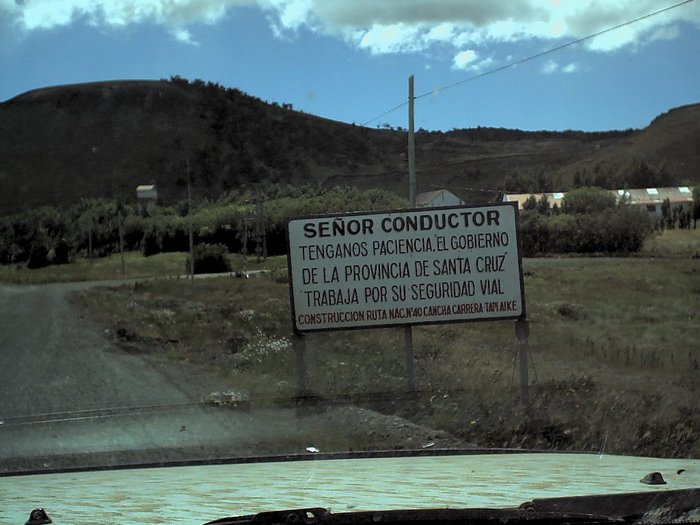 SEÑOR CONDUCTOR
TENGANOS PACIENCIA.EL GOBIERNO
DE LA PROVINCIA DE SANTA CRUZ
TRABAJA POR SU SEGURIDAD VIAL
CONSTRUCCION RUTA NAC.Nº40 CANCHA CARRERA-TAPI AIKE